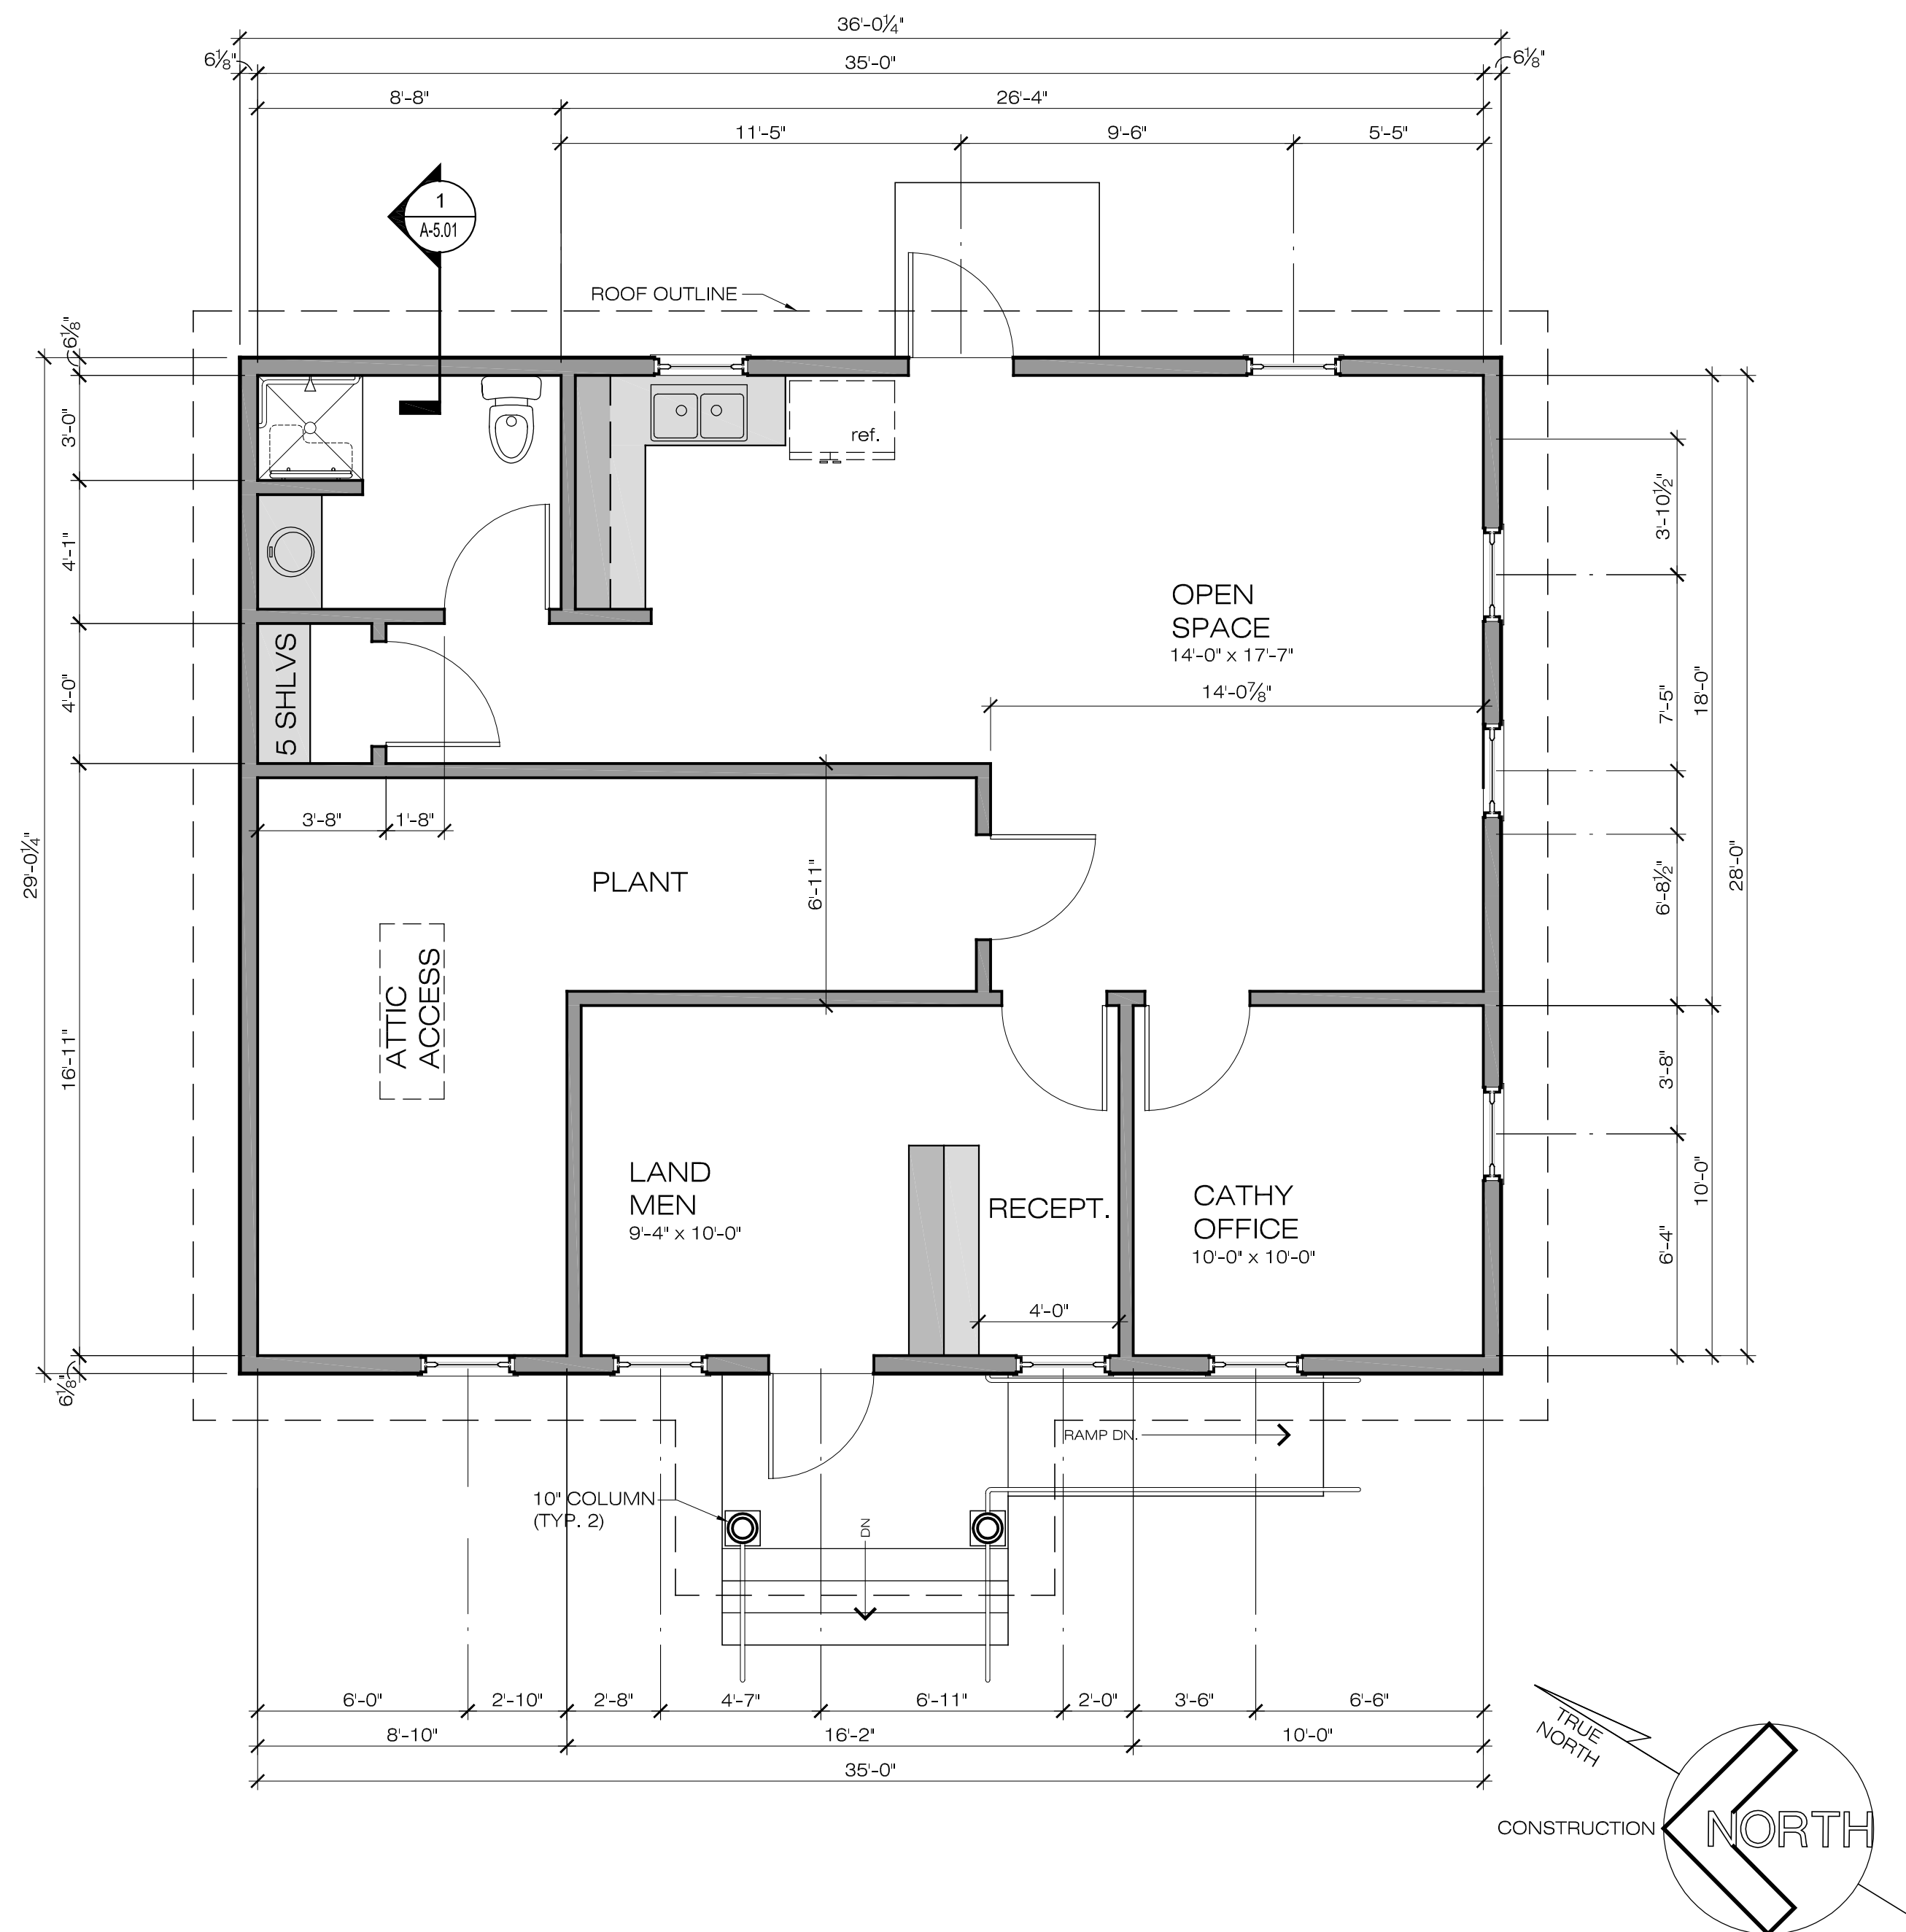 36'-0¼"
6⅛"
35'-0"
6⅛"
8'-8"
26'-4"
11'-5"
9'-6"
5'-5"
1
A-5.01
ROOF OUTLINE
6⅛"
3'-0"
4'-1"
4'-0"
16'-11"
6⅛"
29'-0¼"
ref.
5 SHLVS
OPEN
SPACE
14'-0" x 17'-7"
14'-0⅞"
3'-10½"
7'-5"
18'-0"
6'-8½"
28'-0"
3'-8"
10'-0"
6'-4"
3'-8"
1'-8"
PLANT
6'-11"
ATTIC
ACCESS
LAND
MEN
9'-4" x 10'-0"
RECEPT.
4'-0"
CATHY
OFFICE
10'-0" x 10'-0"
RAMP DN.
10" COLUMN
(TYP. 2)
DN
6'-0"
2'-10"
2'-8"
4'-7"
6'-11"
2'-0"
3'-6"
6'-6"
8'-10"
16'-2"
10'-0"
35'-0"
TRUE
NORTH
CONSTRUCTION
NORTH